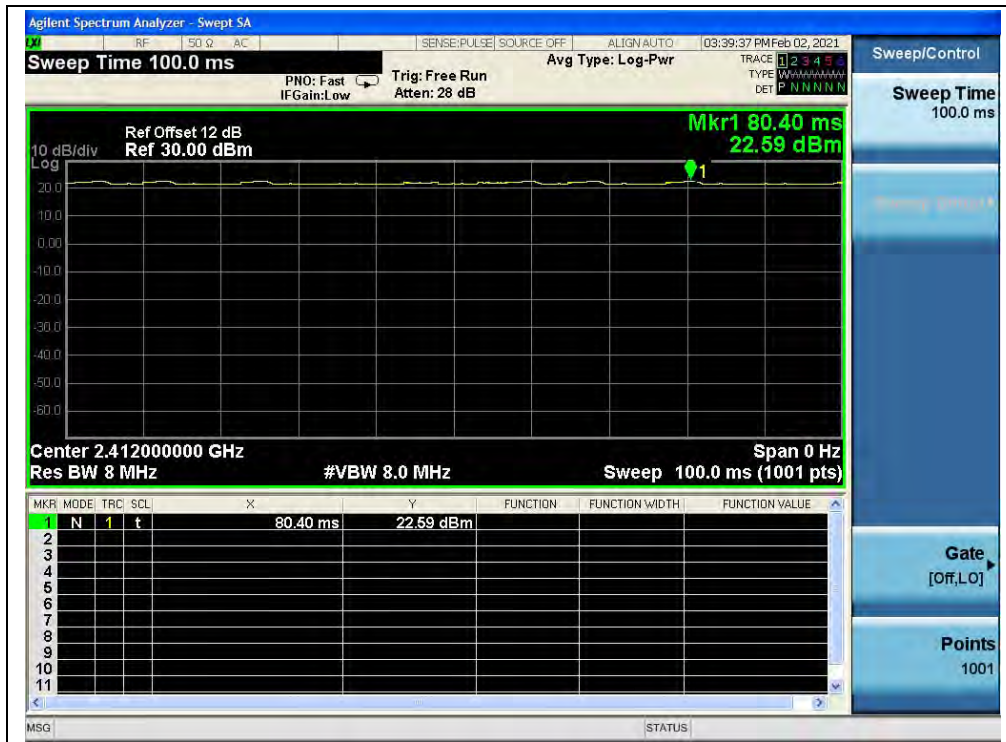 Agilent Spectrum Analyzer - Swept SA
LXI RF 50 Ω AC SENSE:PULSE SOURCE OFF ALIGN AUTO 03:39:37 PM Feb 02, 2021
Sweep Time 100.0 ms
PNO: Fast
IFGain:Low
Trig: Free Run
Atten: 28 dB
Avg Type: Log-Pwr
TRACE 1 2 3 4 5 6
TYPE
DET P N N N N N
Ref Offset 12 dB
10 dB/div Ref 30.00 dBm
Log
Mkr1 80.40 ms
22.59 dBm
1
20.0
10.0
0.00
-10.0
-20.0
-30.0
-40.0
-50.0
-60.0
Center 2.412000000 GHz Span 0 Hz
Res BW 8 MHz #VBW 8.0 MHz Sweep 100.0 ms (1001 pts)
MKR MODE TRC SCL X Y FUNCTION FUNCTION WIDTH FUNCTION VALUE
1 N 1 t 80.40 ms 22.59 dBm
2
3
4
5
6
7
8
9
10
11
MSG STATUS
Sweep/Control
Sweep Time
100.0 ms
Gate
[Off,LO]
Points
1001